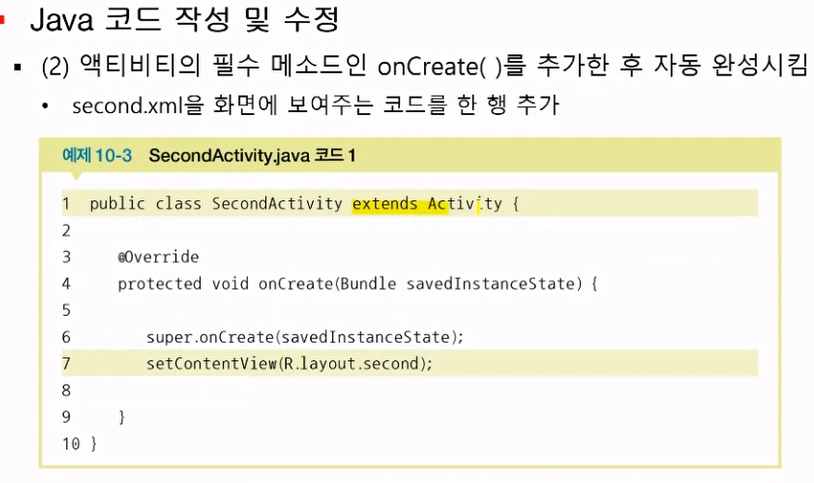 Java 코드 작성 및 수정
(2) 액티비티의 필수 메소드인 onCreate( )를 추가한 후 자동 완성시킴
second.xml을 화면에 보여주는 코드를 한 행 추가
예제 10-3 SecondActivity.java 코드 1
1 public class SecondActivity extends Activity {
2
3 @Override
4 protected void onCreate(Bundle savedInstanceState) {
5
6 super.onCreate(savedInstanceState);
7 setContentView(R.layout.second);
8
9 }
10 }